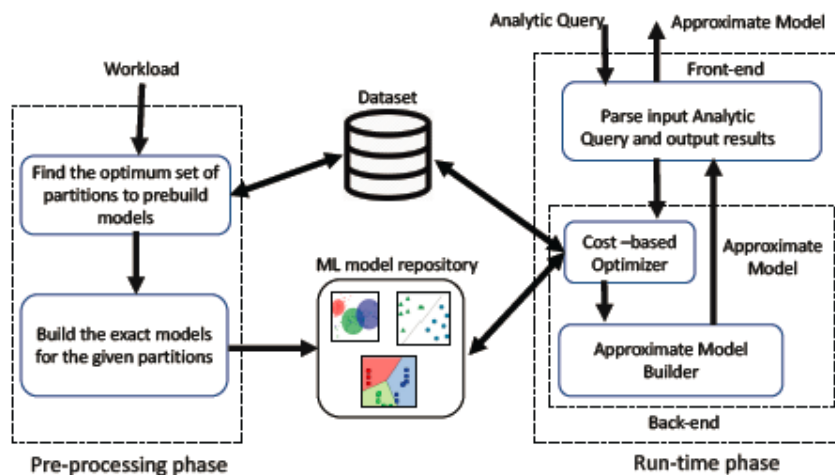 Analytic Query
Approximate Model
Workload
Dataset
Front-end
Parse input Analytic
Query and output results
Find the optimum set of
partitions to prebuild
models
Cost –based
Optimizer
Approximate
Model
ML model repository
Build the exact models
for the given partitions
Approximate Model
Builder
Back-end
Pre-processing phase
Run-time phase